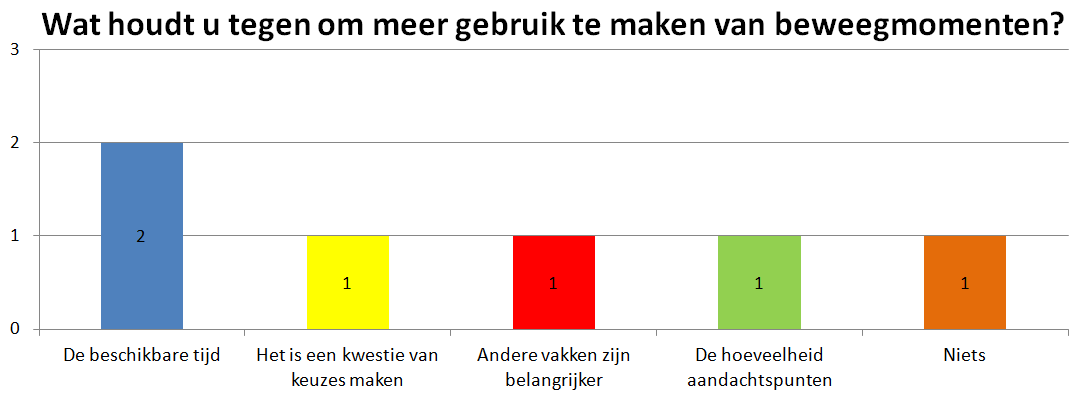 Wat houdt u tegen om meer gebruik te maken van beweegmomenten?
3
2
1
0
2
1
1
1
1
De beschikbare tijd
Het is een kwestie van
keuzes maken
Andere vakken zijn
belangrijker
De hoeveelheid
aandachtspunten
Niets